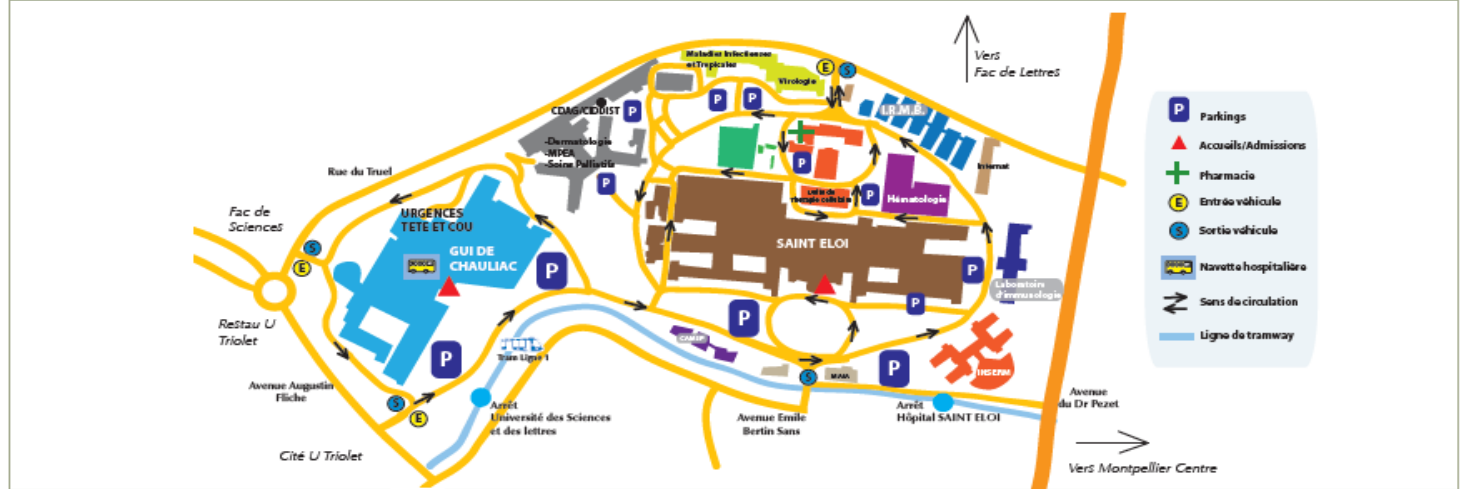 Maladies Infectieuses
et Tropicales
Virologie
E
S
Vers
Fac de Lettres
CDAG/CIDDIST
P
P
P
I.R.M.B.
-Dermatologie
-MPEA
-Soins Palliatifs
P
P
Internat
Rue du Truel
P
Unité de
Thérapie cellulaire
Hématologie
Fac de
Sciences
URGENCES
TETE ET COU
GUI DE
CHAULIAC
S
E
P
SAINT ELOI
P
Laboratoire
d'immunologie
P
Restau U
Triolet
P
P
Tram Ligne 1
CAMSP
INSERM
P
MAIA
S
Avenue Augustin
Fliche
S
E
Arrêt
Université des Sciences
et des lettres
Avenue Emile
Bertin Sans
Arrêt
Hôpital SAINT ELOI
Avenue
du Dr Pezet
Cité U Triolet
Vers Montpellier Centre
P
Parkings
Accueils/Admissions
Pharmacie
E
Entrée véhicule
S
Sortie véhicule
Navette hospitalière
Sens de circulation
Ligne de tramway